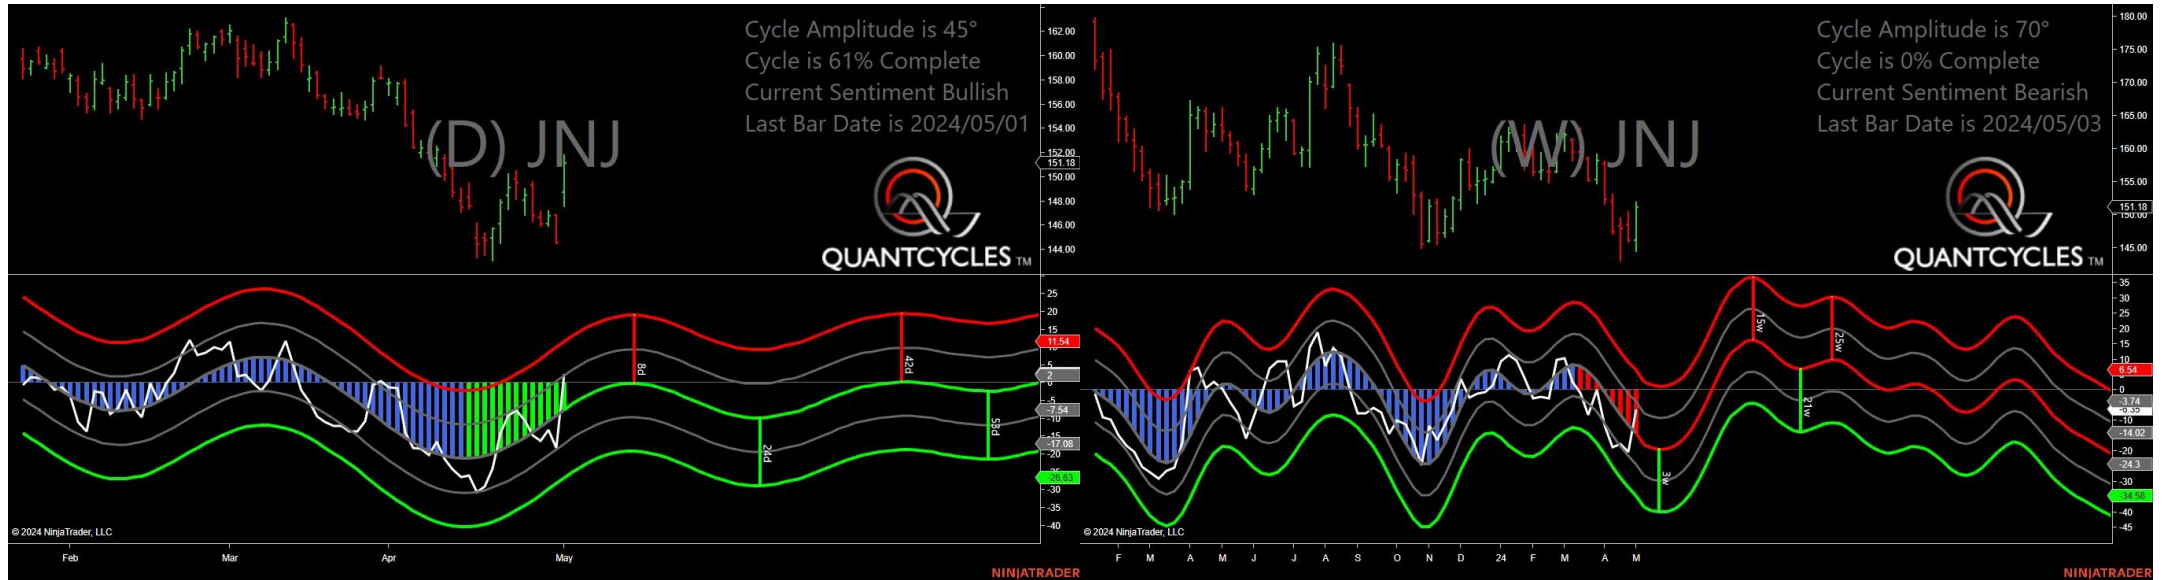 Cycle Amplitude is 45°
Cycle is 61% Complete
Current Sentiment Bullish
Last Bar Date is 2024/05/01
(D) JNJ
QUANTCYCLES TM
162.00
160.00
158.00
156.00
154.00
152.00
151.18
150.00
148.00
146.00
144.00
25
20
15
11.54
5
2
-5
-7.54
-17.08
-20
-26.63
-30
-35
-40
8d
24d
42d
53d
© 2024 NinjaTrader, LLC
Feb Mar Apr May
NINJATRADER
Cycle Amplitude is 70°
Cycle is 0% Complete
Current Sentiment Bearish
Last Bar Date is 2024/05/03
(W) JNJ
QUANTCYCLES TM
180.00
175.00
170.00
165.00
160.00
155.00
151.18
150.00
145.00
35
30
25
20
15
10
6.54
0
-3.74
-6.35
-14.02
-20
-24.3
-30
-34.58
-40
-45
3w
15w
21w
25w
© 2024 NinjaTrader, LLC
F M A M J J A S O N D 24 F M A M
NINJATRADER